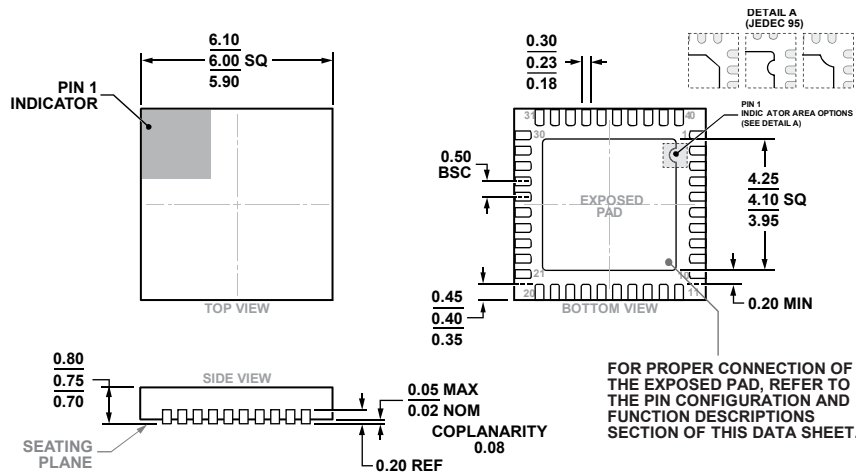 DETAIL A
(JEDEC 95)
6.10
6.00 SQ
5.90
0.30
0.23
0.18
PIN 1
INDICATOR
PIN 1
INDIC ATOR AREA OPTIONS
(SEE DETAIL A)
31
40
30
1
0.50
BSC
EXPOSED
PAD
4.25
4.10 SQ
3.95
21
10
20
11
TOP VIEW
BOTTOM VIEW
0.45
0.40
0.35
0.20 MIN
0.80
0.75
0.70
SIDE VIEW
0.05 MAX
0.02 NOM
COPLANARITY
0.08
SEATING
PLANE
0.20 REF
FOR PROPER CONNECTION OF
THE EXPOSED PAD, REFER TO
THE PIN CONFIGURATION AND
FUNCTION DESCRIPTIONS
SECTION OF THIS DATA SHEET.